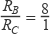 R_B/R_C = 8/1